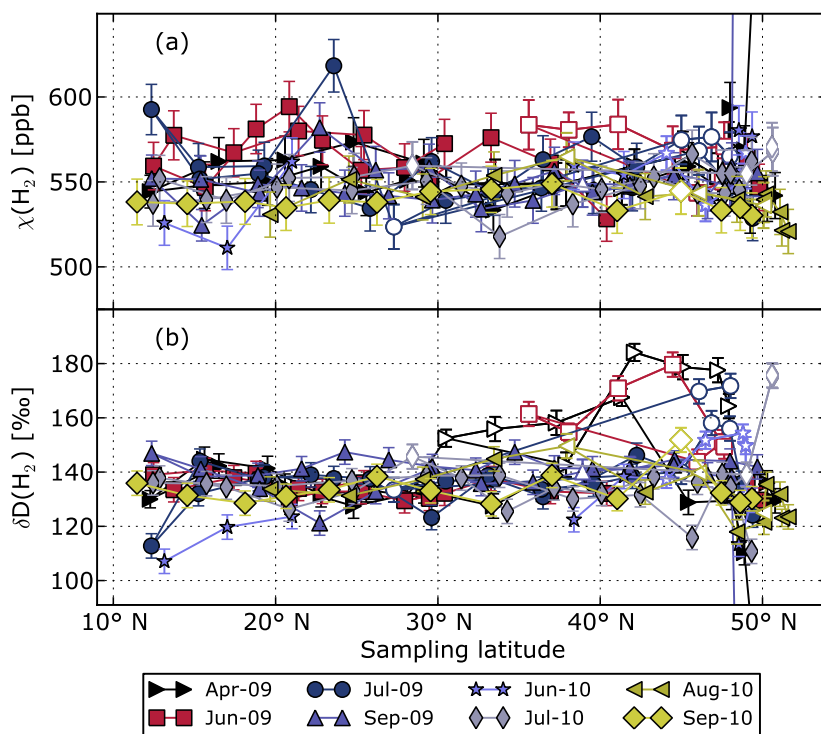 (a)
600
550
500
χ(H₂) [ppb]
(b)
180
160
140
120
100
δD(H₂) [‰]
10° N 20° N 30° N 40° N 50° N
Sampling latitude
Apr-09 Jul-09 Jun-10 Aug-10
Jun-09 Sep-09 Jul-10 Sep-10